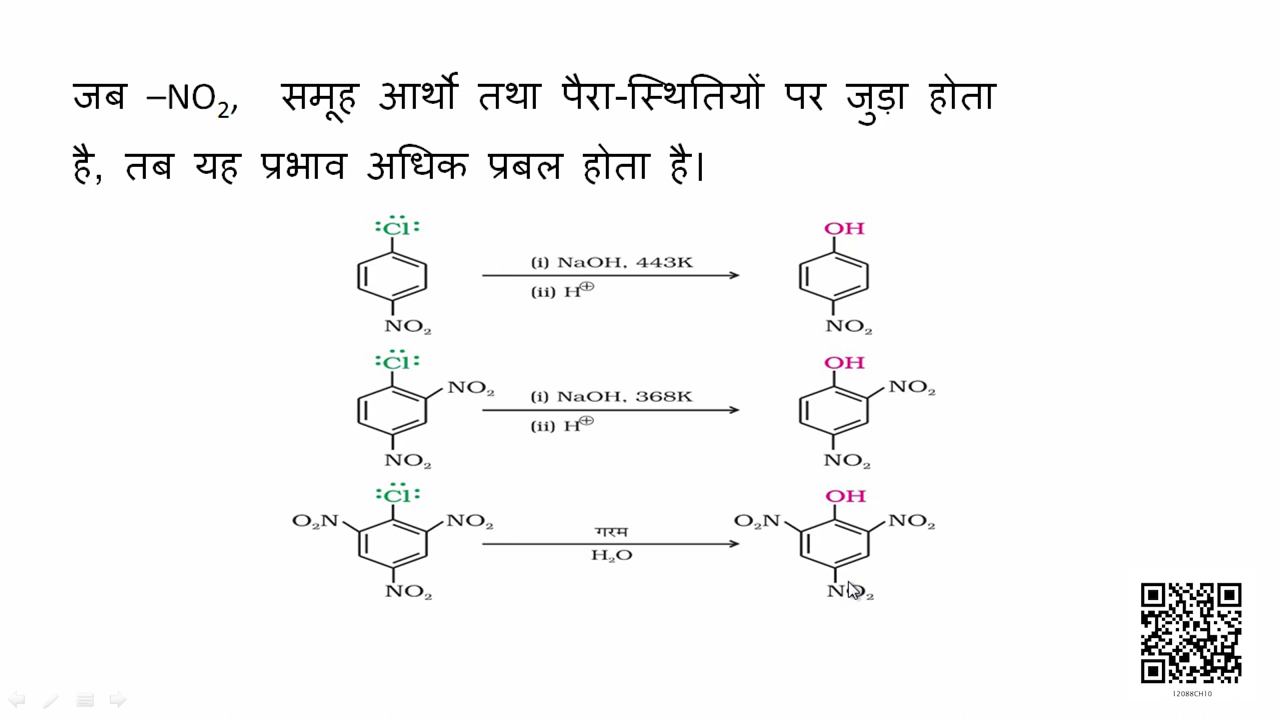 जब –NO₂, समूह आर्थो तथा पैरा-स्थितियों पर जुड़ा होता
है, तब यह प्रभाव अधिक प्रबल होता है।
:Cl: OH
(i) NaOH, 443K
(ii) H⊕
NO₂ NO₂
:Cl: OH
NO₂ NO₂
(i) NaOH, 368K
(ii) H⊕
NO₂ NO₂
:Cl: OH
O₂N NO₂ O₂N NO₂
गरम
H₂O
NO₂ NO₂
12088CH10